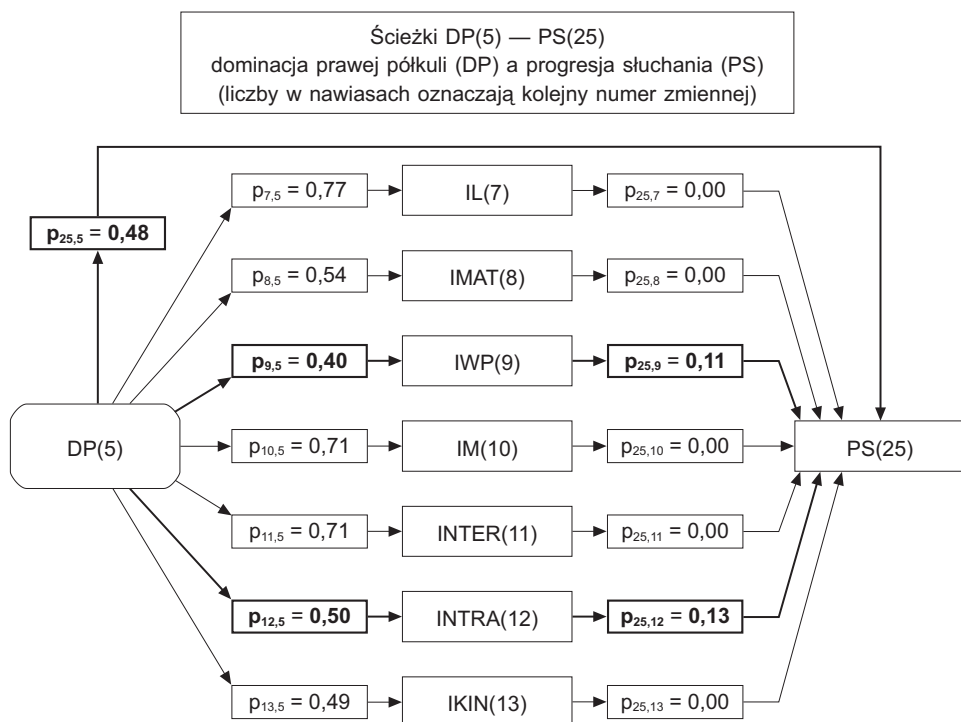 Ścieżki DP(5) — PS(25)
dominacja prawej półkuli (DP) a progresja słuchania (PS)
(liczby w nawiasach oznaczają kolejny numer zmiennej)
p7,5 = 0,77 IL(7) p25,7 = 0,00
p25,5 = 0,48
p8,5 = 0,54 IMAT(8) p25,8 = 0,00
p9,5 = 0,40 IWP(9) p25,9 = 0,11
DP(5) p10,5 = 0,71 IM(10) p25,10 = 0,00 PS(25)
p11,5 = 0,71 INTER(11) p25,11 = 0,00
p12,5 = 0,50 INTRA(12) p25,12 = 0,13
p13,5 = 0,49 IKIN(13) p25,13 = 0,00